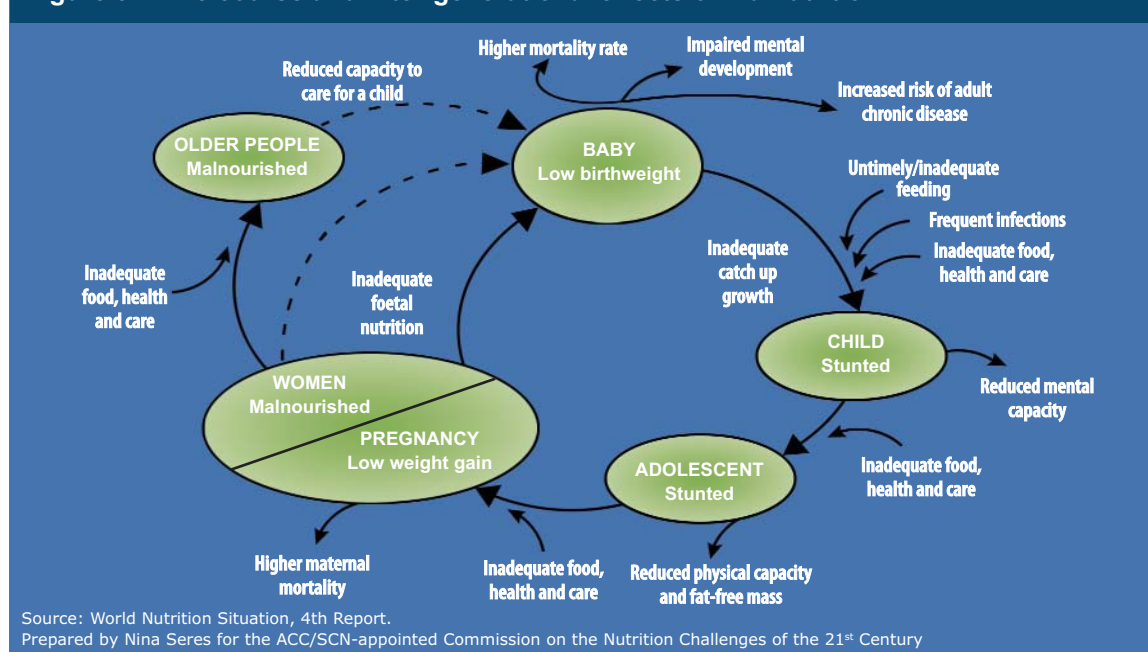 Higher mortality rate
Impaired mental
development
Increased risk of adult
chronic disease
Reduced capacity to
care for a child
OLDER PEOPLE
Malnourished
BABY
Low birthweight
Untimely/inadequate
feeding
Frequent infections
Inadequate food,
health and care
Inadequate
catch up
growth
Inadequate
food, health
and care
Inadequate
foetal
nutrition
CHILD
Stunted
Reduced mental
capacity
WOMEN
Malnourished
PREGNANCY
Low weight gain
ADOLESCENT
Stunted
Inadequate food,
health and care
Higher maternal
mortality
Inadequate food,
health and care
Reduced physical capacity
and fat-free mass
Source: World Nutrition Situation, 4th Report.
Prepared by Nina Seres for the ACC/SCN-appointed Commission on the Nutrition Challenges of the 21st Century